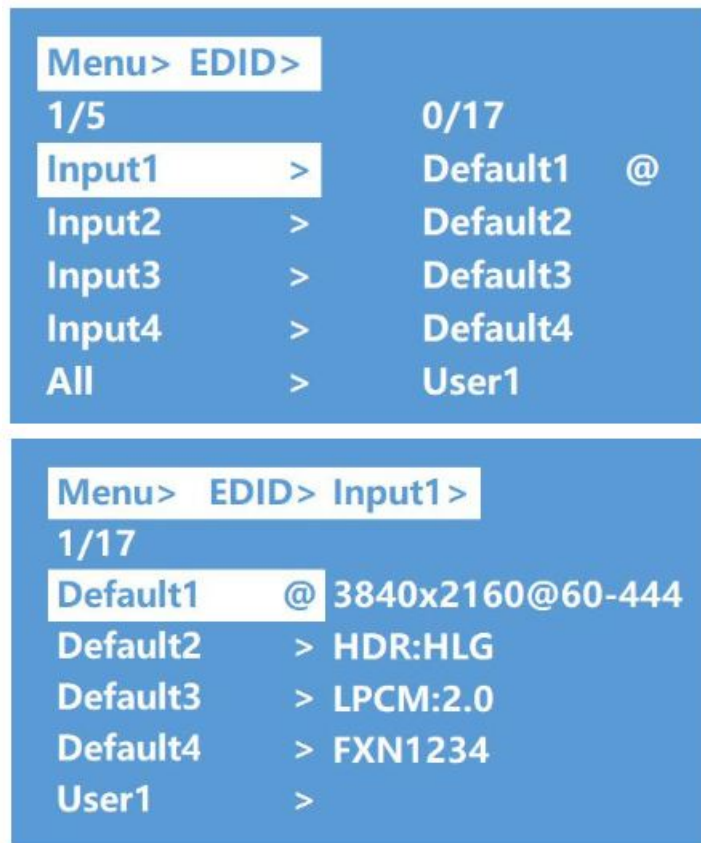 Menu> EDID>
1/5 0/17
Input1 > Default1 @
Input2 > Default2
Input3 > Default3
Input4 > Default4
All > User1
Menu> EDID> Input1>
1/17
Default1 @ 3840x2160@60-444
Default2 > HDR:HLG
Default3 > LPCM:2.0
Default4 > FXN1234
User1 >